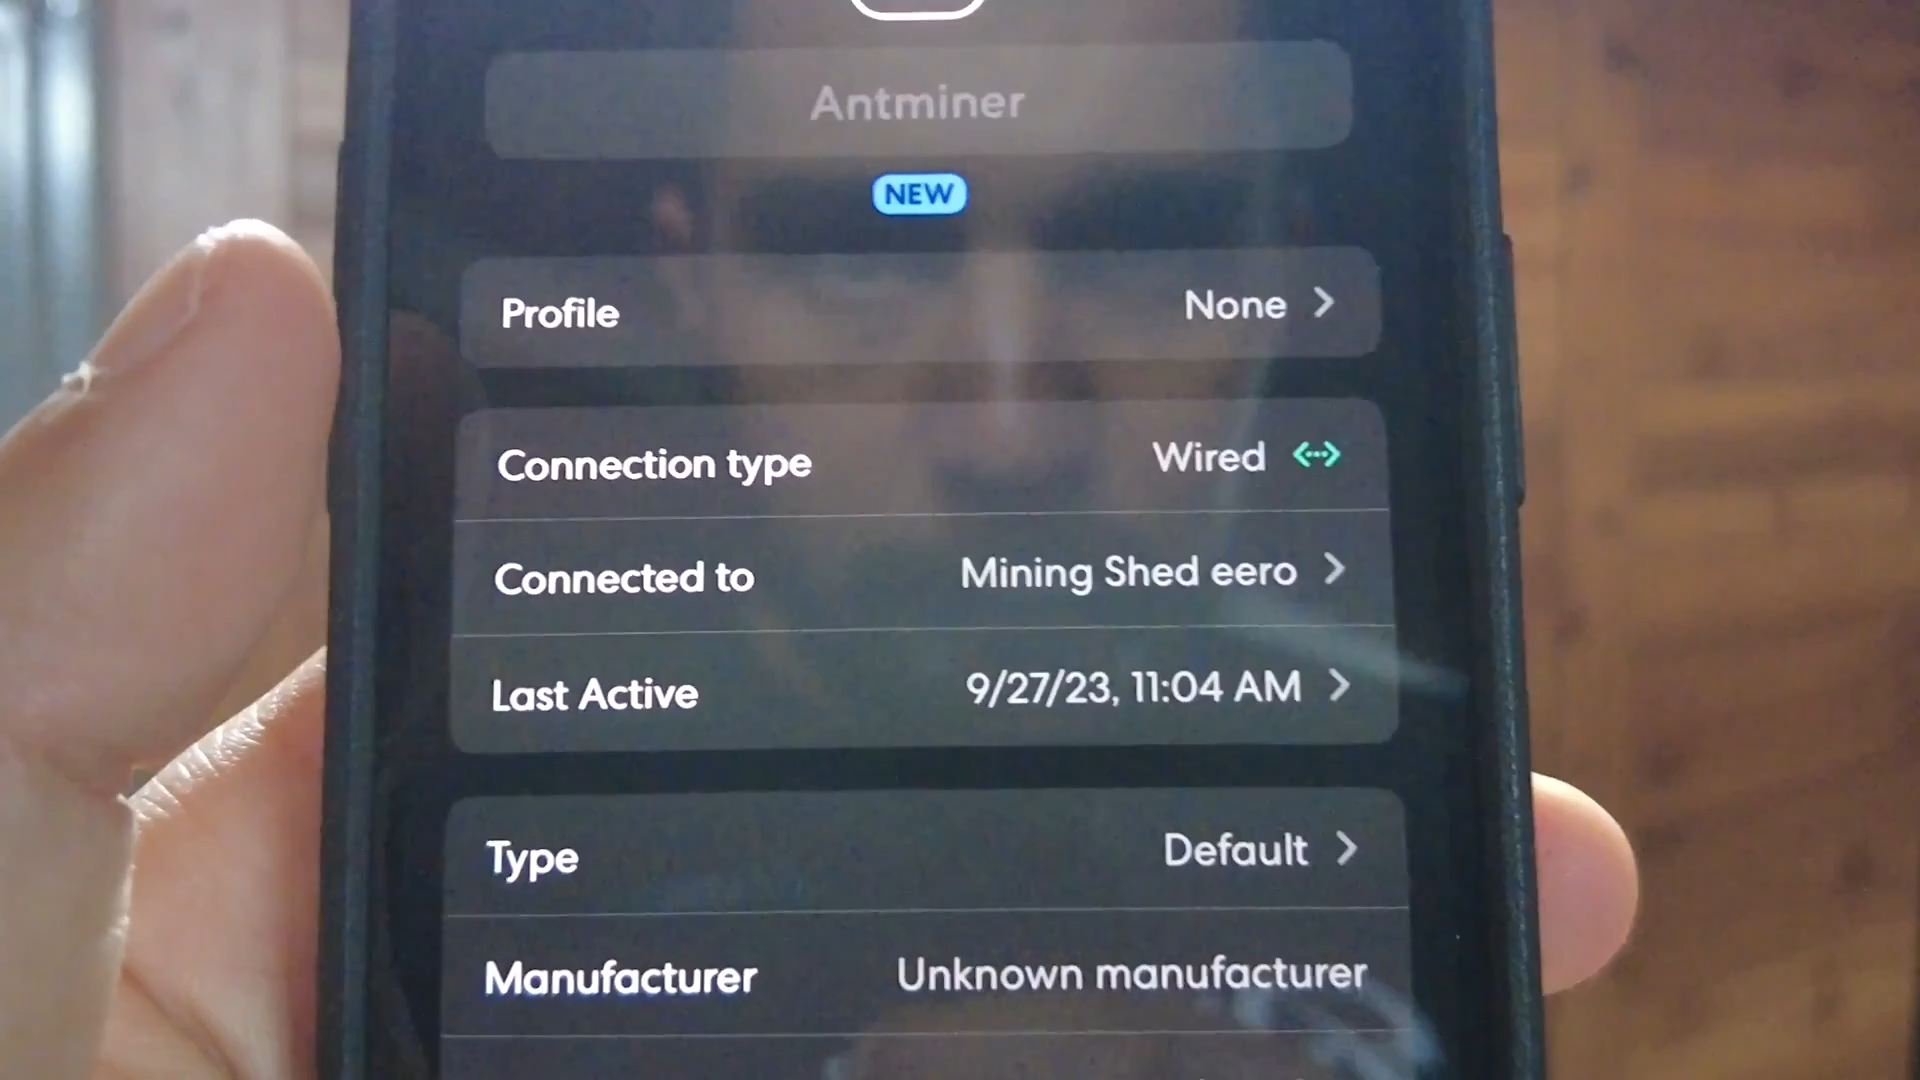 Antminer
NEW
Profile None
Connection type Wired
Connected to Mining Shed eero
Last Active 9/27/23, 11:04 AM
Type Default
Manufacturer Unknown manufacturer